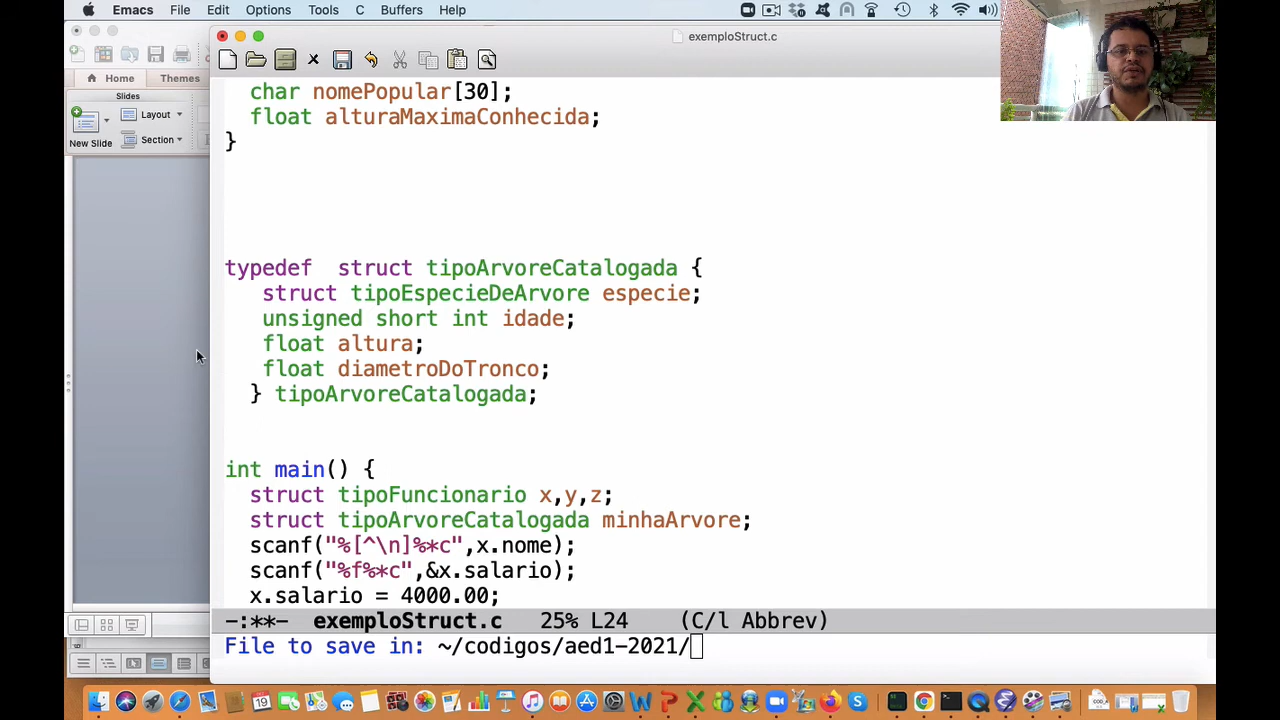 Emacs File Edit Options Tools C Buffers Help
exemploStruct.c
Home Themes
Slides
Layout
New Slide
Section
char nomePopular[30];
float alturaMaximaConhecida;
}
typedef  struct tipoArvoreCatalogada {
struct tipoEspecieDeArvore especie;
unsigned short int idade;
float altura;
float diametroDoTronco;
} tipoArvoreCatalogada;
int main() {
struct tipoFuncionario x,y,z;
struct tipoArvoreCatalogada minhaArvore;
scanf("%[^\n]%*c",x.nome);
scanf("%f%*c",&x.salario);
x.salario = 4000.00;
-:**-  exemploStruct.c   25% L24    (C/l Abbrev)
File to save in: ~/codigos/aed1-2021/